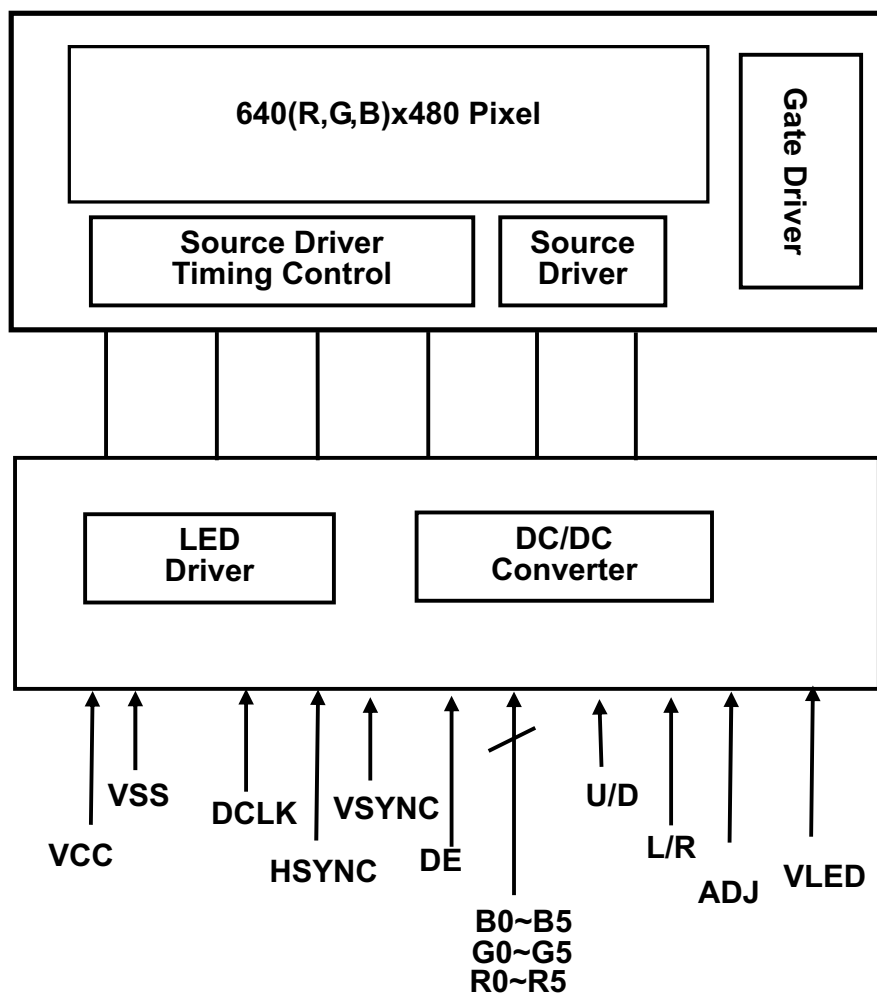 640(R,G,B)x480 Pixel
Gate Driver
Source Driver
Timing Control
Source
Driver
LED
Driver
DC/DC
Converter
VCC
VSS
DCLK
HSYNC
VSYNC
DE
B0~B5
G0~G5
R0~R5
U/D
L/R
ADJ
VLED